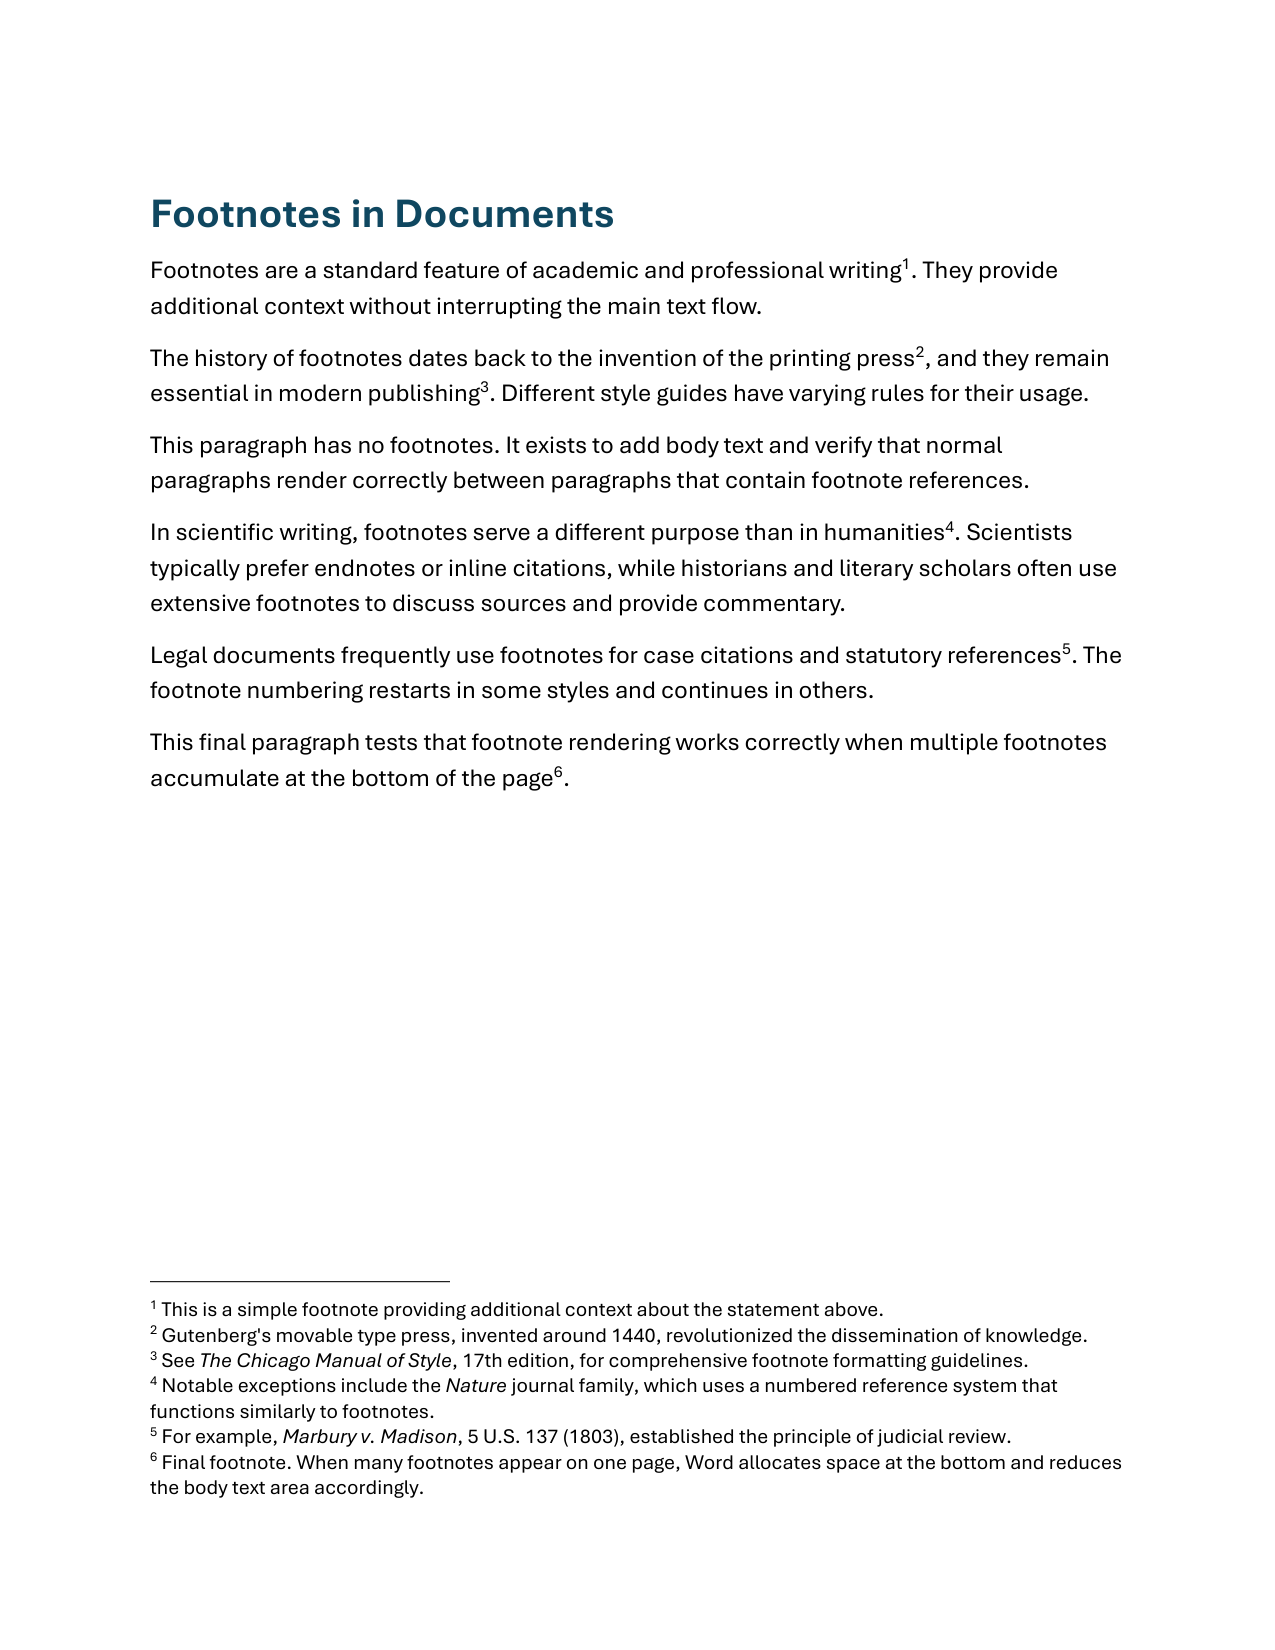 Footnotes in Documents
Footnotes are a standard feature of academic and professional writing¹. They provide
additional context without interrupting the main text flow.
The history of footnotes dates back to the invention of the printing press², and they remain
essential in modern publishing³. Different style guides have varying rules for their usage.
This paragraph has no footnotes. It exists to add body text and verify that normal
paragraphs render correctly between paragraphs that contain footnote references.
In scientific writing, footnotes serve a different purpose than in humanities⁴. Scientists
typically prefer endnotes or inline citations, while historians and literary scholars often use
extensive footnotes to discuss sources and provide commentary.
Legal documents frequently use footnotes for case citations and statutory references⁵. The
footnote numbering restarts in some styles and continues in others.
This final paragraph tests that footnote rendering works correctly when multiple footnotes
accumulate at the bottom of the page⁶.
¹ This is a simple footnote providing additional context about the statement above.
² Gutenberg's movable type press, invented around 1440, revolutionized the dissemination of knowledge.
³ See The Chicago Manual of Style, 17th edition, for comprehensive footnote formatting guidelines.
⁴ Notable exceptions include the Nature journal family, which uses a numbered reference system that
functions similarly to footnotes.
⁵ For example, Marbury v. Madison, 5 U.S. 137 (1803), established the principle of judicial review.
⁶ Final footnote. When many footnotes appear on one page, Word allocates space at the bottom and reduces
the body text area accordingly.